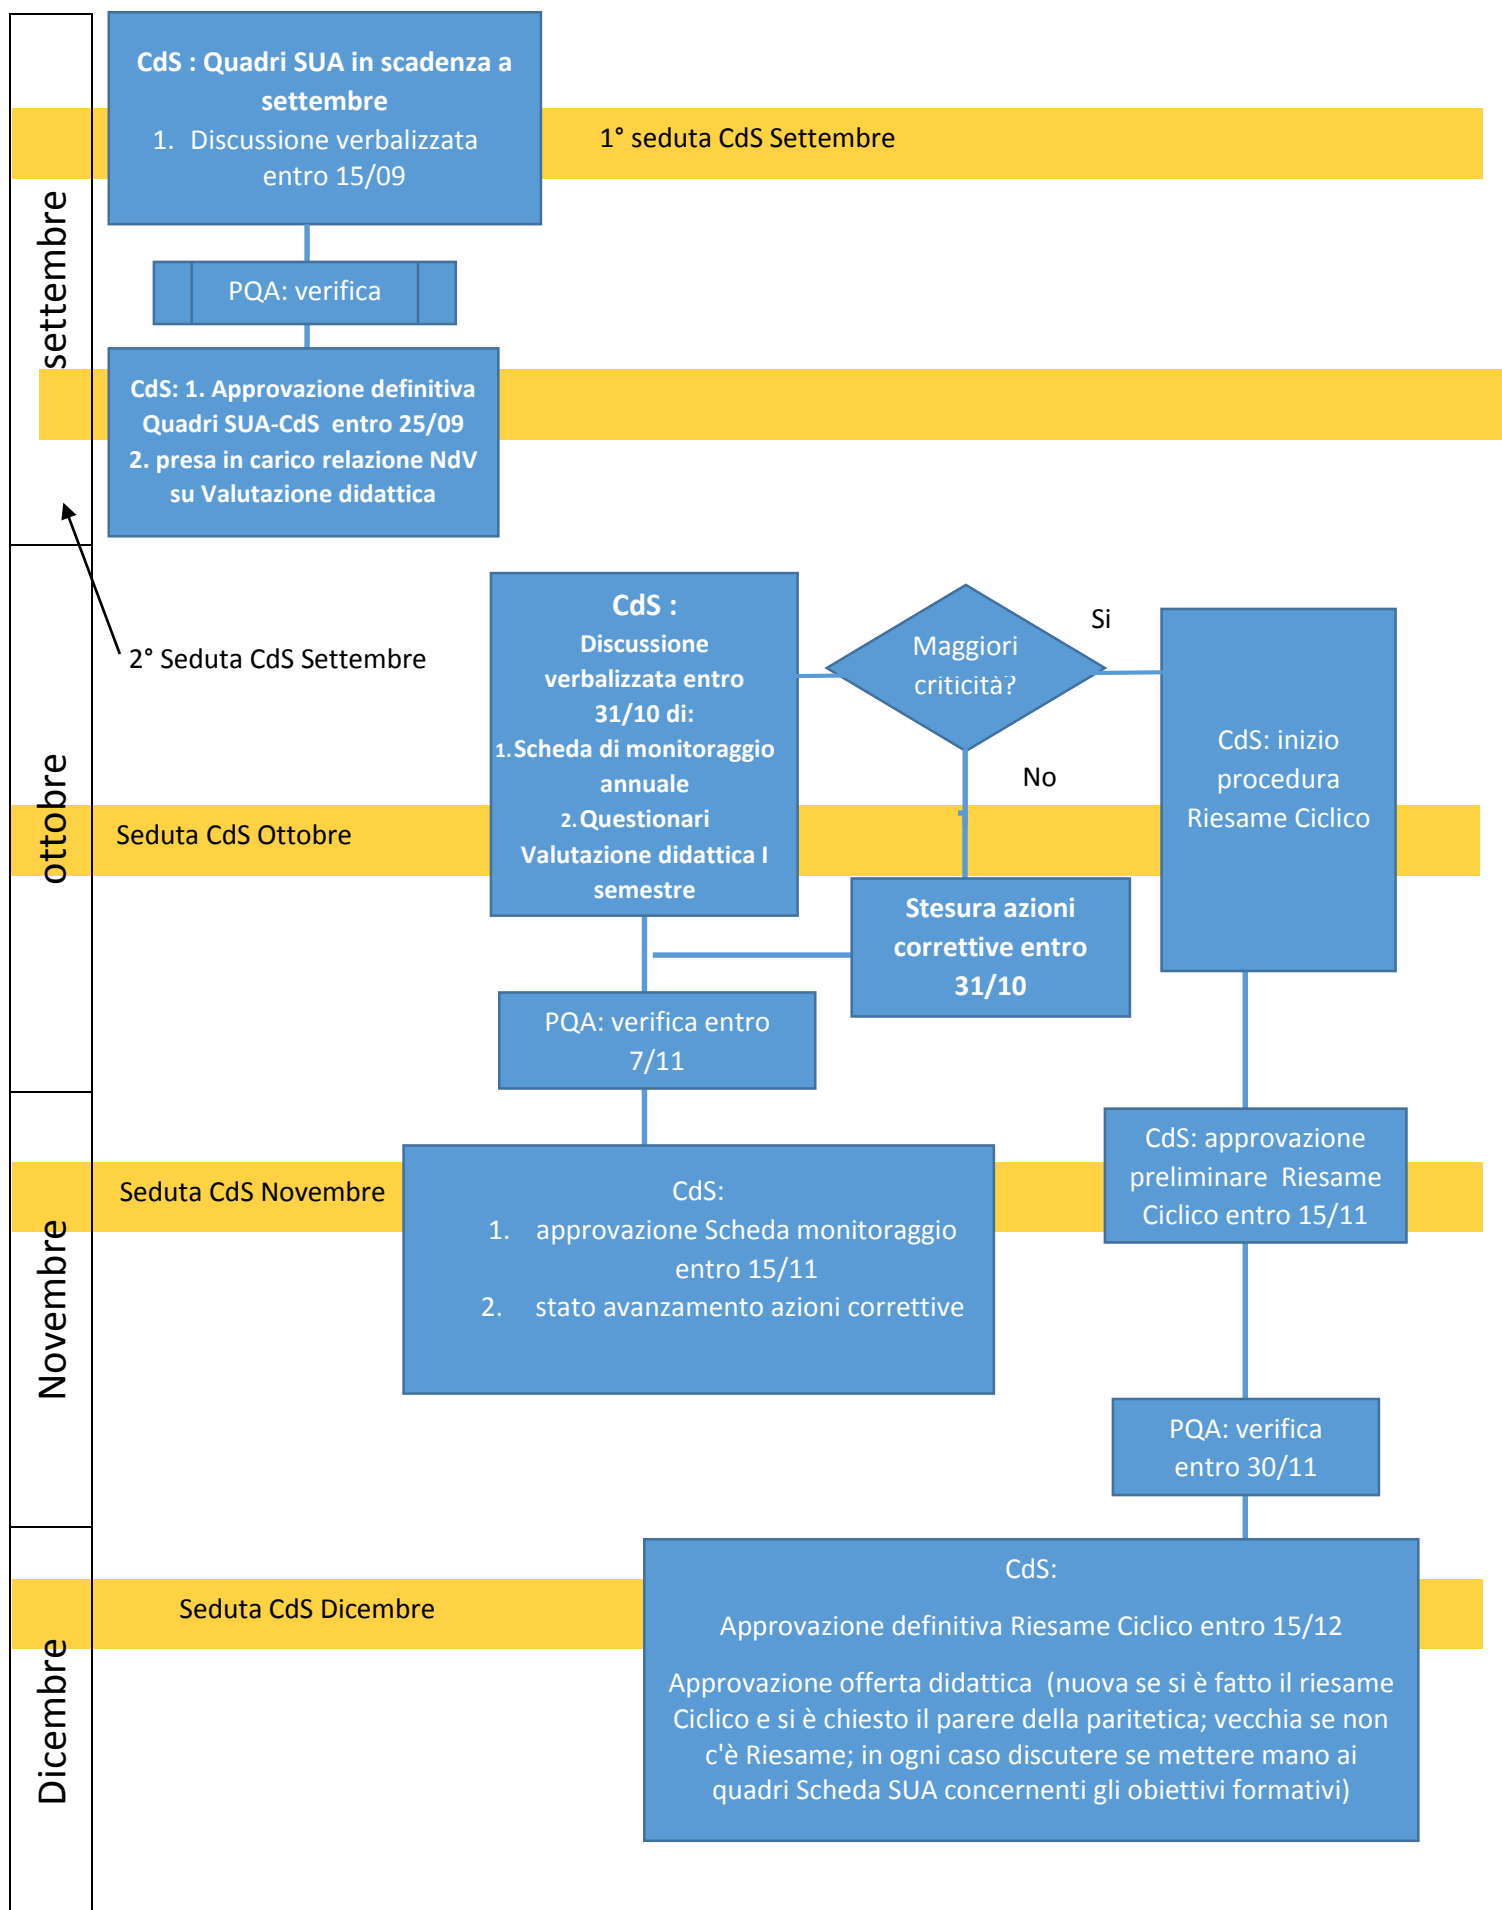 CdS : Quadri SUA in scadenza a
settembre
1. Discussione verbalizzata
entro 15/09
1° seduta CdS Settembre
settembre
PQA: verifica
CdS: 1. Approvazione definitiva
Quadri SUA-CdS entro 25/09
2. presa in carico relazione NdV
su Valutazione didattica
2° Seduta CdS Settembre
ottobre
CdS :
Discussione
verbalizzata entro
31/10 di:
1. Scheda di monitoraggio
annuale
2. Questionari
Valutazione didattica I
semestre
Maggiori
criticità?
Si
No
CdS: inizio
procedura
Riesame Ciclico
Seduta CdS Ottobre
Stesura azioni
correttive entro
31/10
PQA: verifica entro
7/11
Novembre
Seduta CdS Novembre
CdS:
1. approvazione Scheda monitoraggio
entro 15/11
2. stato avanzamento azioni correttive
CdS: approvazione
preliminare Riesame
Ciclico entro 15/11
PQA: verifica
entro 30/11
Dicembre
Seduta CdS Dicembre
CdS:
Approvazione definitiva Riesame Ciclico entro 15/12
Approvazione offerta didattica (nuova se si è fatto il riesame
Ciclico e si è chiesto il parere della paritetica; vecchia se non
c'è Riesame; in ogni caso discutere se mettere mano ai
quadri Scheda SUA concernenti gli obiettivi formativi)